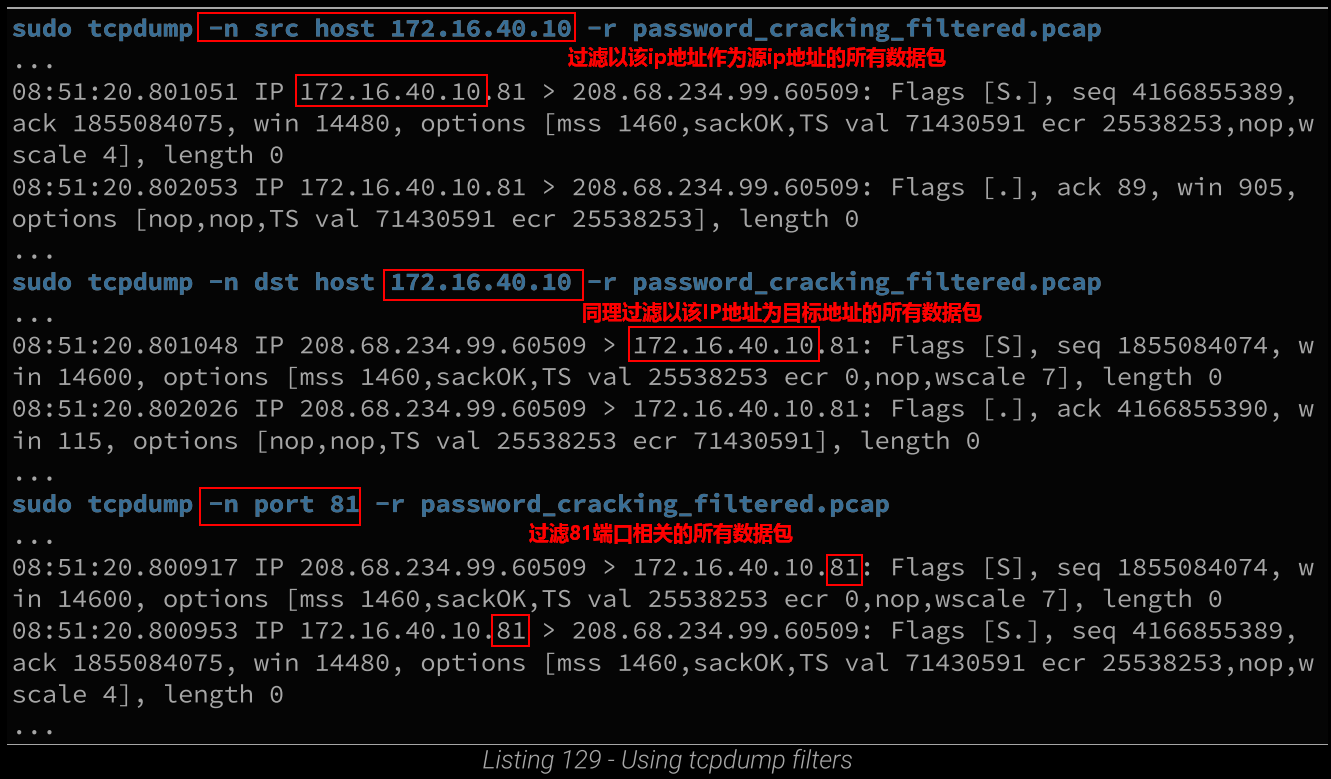 sudo tcpdump -n src host 172.16.40.10 -r password_cracking_filtered.pcap
过滤以该ip地址作为源ip地址的所有数据包
...
08:51:20.801051 IP 172.16.40.10.81 > 208.68.234.99.60509: Flags [S.], seq 4166855389,
ack 1855084075, win 14480, options [mss 1460,sackOK,TS val 71430591 ecr 25538253,nop,w
scale 4], length 0
08:51:20.802053 IP 172.16.40.10.81 > 208.68.234.99.60509: Flags [.], ack 89, win 905,
options [nop,nop,TS val 71430591 ecr 25538253], length 0
...
sudo tcpdump -n dst host 172.16.40.10 -r password_cracking_filtered.pcap
同理过滤以该IP地址为目标地址的所有数据包
...
08:51:20.801048 IP 208.68.234.99.60509 > 172.16.40.10.81: Flags [S], seq 1855084074, w
in 14600, options [mss 1460,sackOK,TS val 25538253 ecr 0,nop,wscale 7], length 0
08:51:20.802026 IP 208.68.234.99.60509 > 172.16.40.10.81: Flags [.], ack 4166855390, w
in 115, options [nop,nop,TS val 25538253 ecr 71430591], length 0
...
sudo tcpdump -n port 81 -r password_cracking_filtered.pcap
过滤81端口相关的所有数据包
...
08:51:20.800917 IP 208.68.234.99.60509 > 172.16.40.10.81: Flags [S], seq 1855084074, w
in 14600, options [mss 1460,sackOK,TS val 25538253 ecr 0,nop,wscale 7], length 0
08:51:20.800953 IP 172.16.40.10.81 > 208.68.234.99.60509: Flags [S.], seq 4166855389,
ack 1855084075, win 14480, options [mss 1460,sackOK,TS val 71430591 ecr 25538253,nop,w
scale 4], length 0
...
Listing 129 - Using tcpdump filters